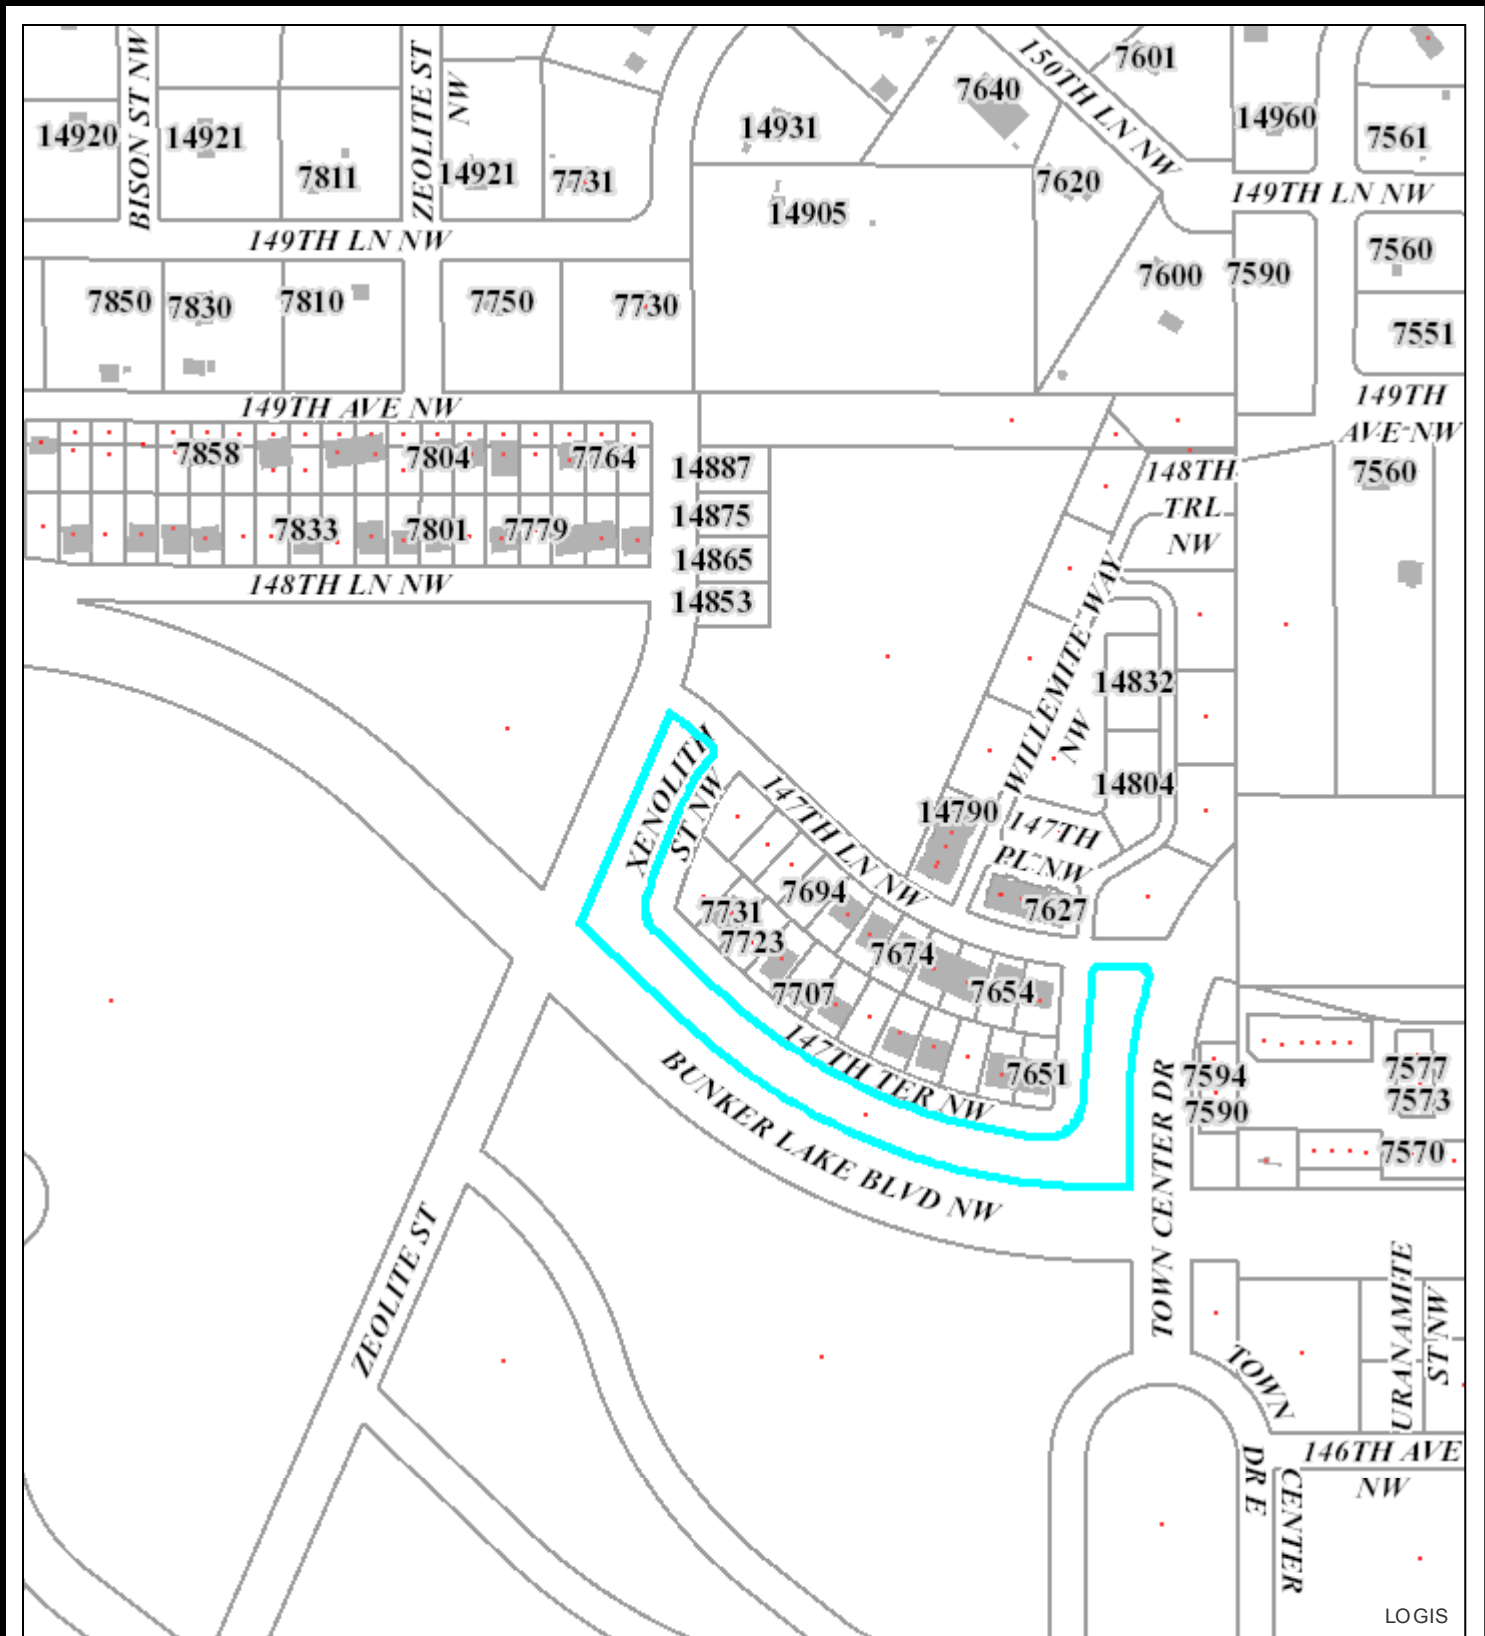 7601
150TH LN NW
7640
14960
14931
7561
14920
BISON ST NW
14921
7811
ZEOLITE ST
NW
14921
7731
7620
149TH LN NW
14905
149TH LN NW
7560
7600
7590
7850
7830
7810
7750
7730
7551
149TH AVE NW
149TH
AVE NW
7858
7804
7764
14887
148TH
TRL
NW
7560
14875
7833
7801
7779
14865
148TH LN NW
14853
WILLEMITE WAY
NW
14832
14804
XENOLITH
ST NW
147TH LN NW
14790
147TH
PL NW
7694
7731
7627
7723
7674
7707
7654
147TH TER NW
7651
BUNKER LAKE BLVD NW
TOWN CENTER DR
7594
7590
7577
7573
7570
ZEOLITE ST
URANAMITE
ST NW
TOWN
CENTER
DR E
146TH AVE
NW
LOGIS